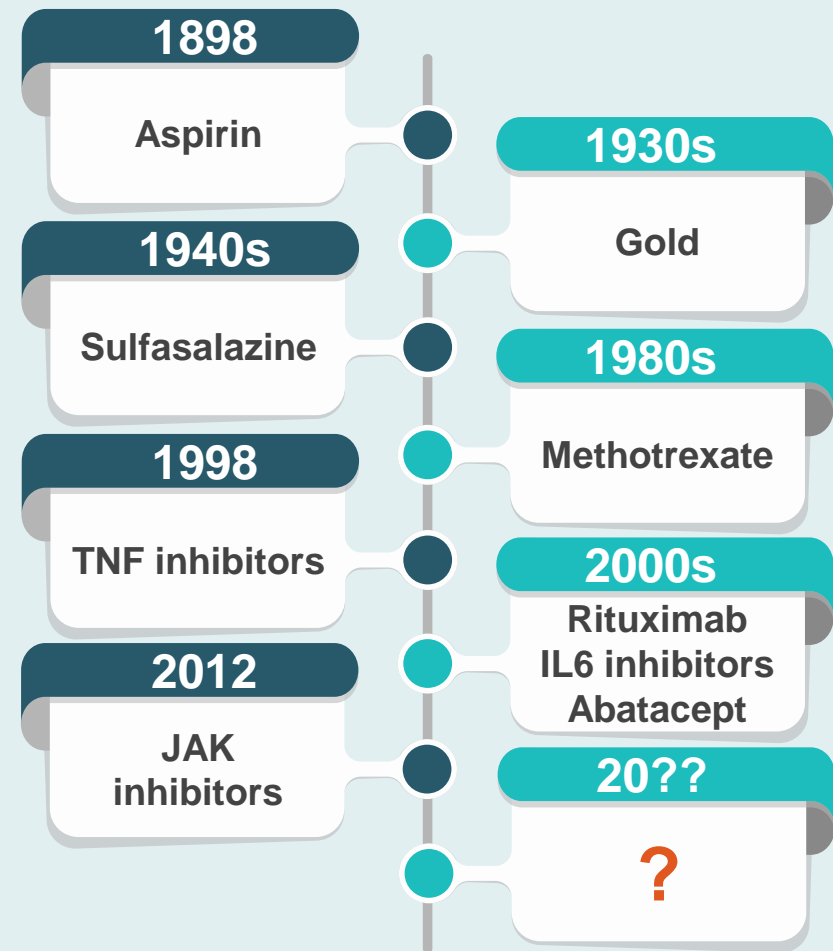 1898
Aspirin
1930s
Gold
1940s
Sulfasalazine
1980s
Methotrexate
1998
TNF inhibitors
2000s
Rituximab
IL6 inhibitors
Abatacept
2012
JAK
inhibitors
20??
?